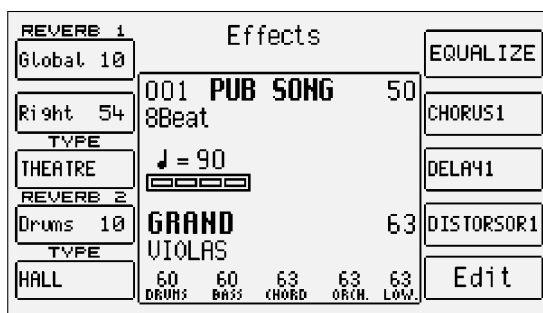 REVERB 1
Effects
Global 10
EQUALIZE
001 PUB SONG 50
Right 54
8Beat
CHORUS1
TYPE
THEATRE
♩ = 90
DELAY1
REVERB 2
Drums 10
GRAND 63
DISTORSOR1
TYPE
VIOLAS
HALL
60 60 63 63 63
DRUMS BASS CHORD ORCH. LOW.
Edit